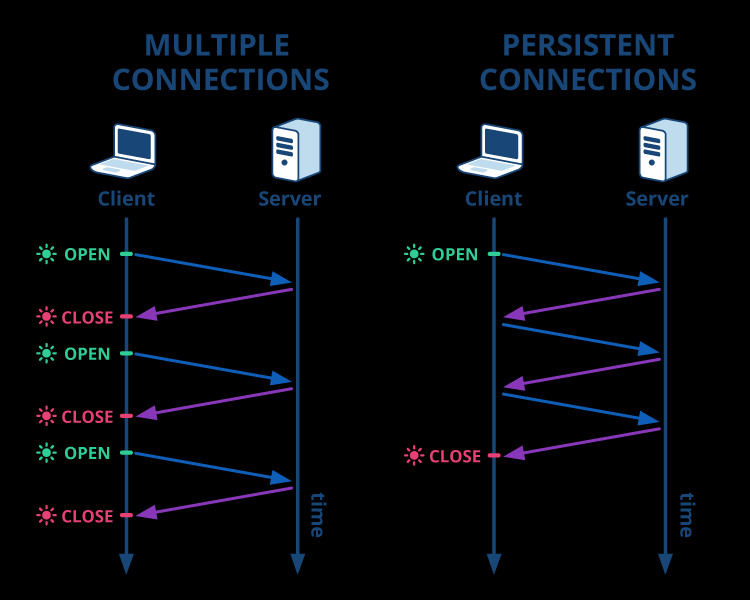 MULTIPLE
CONNECTIONS
Client
Server
OPEN
CLOSE
OPEN
CLOSE
OPEN
CLOSE
time
PERSISTENT
CONNECTIONS
Client
Server
OPEN
CLOSE
time